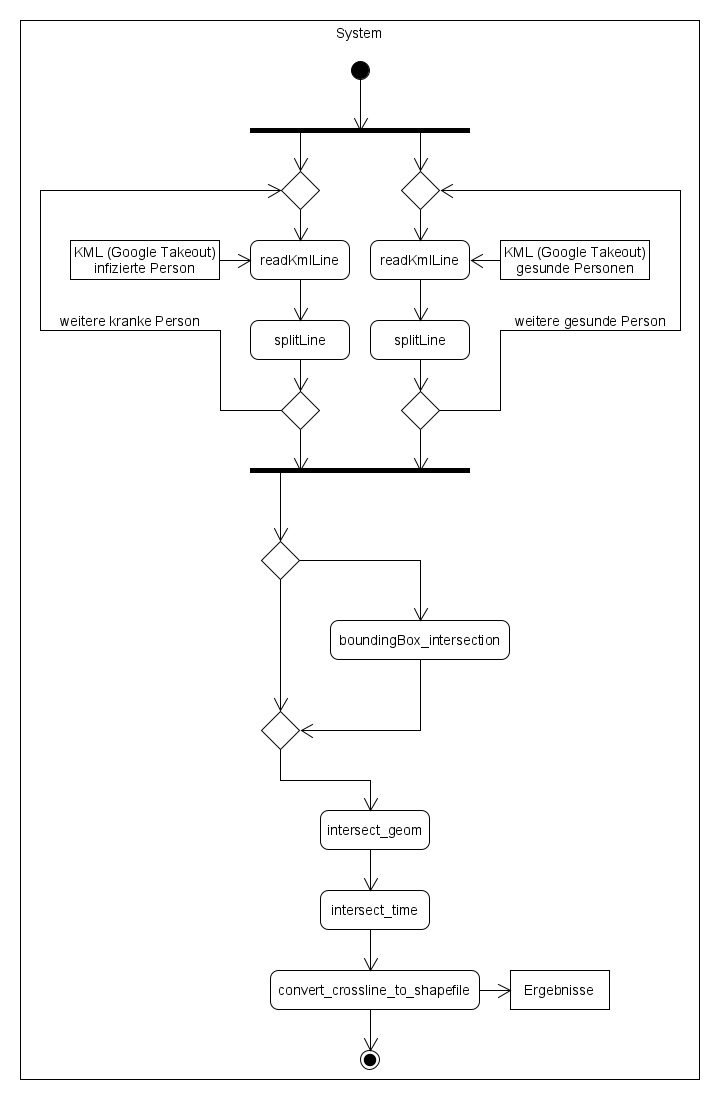 System
KML (Google Takeout)
infizierte Person
readKmlLine
readKmlLine
KML (Google Takeout)
gesunde Personen
weitere kranke Person
splitLine
splitLine
weitere gesunde Person
boundingBox_intersection
intersect_geom
intersect_time
convert_crossline_to_shapefile
Ergebnisse